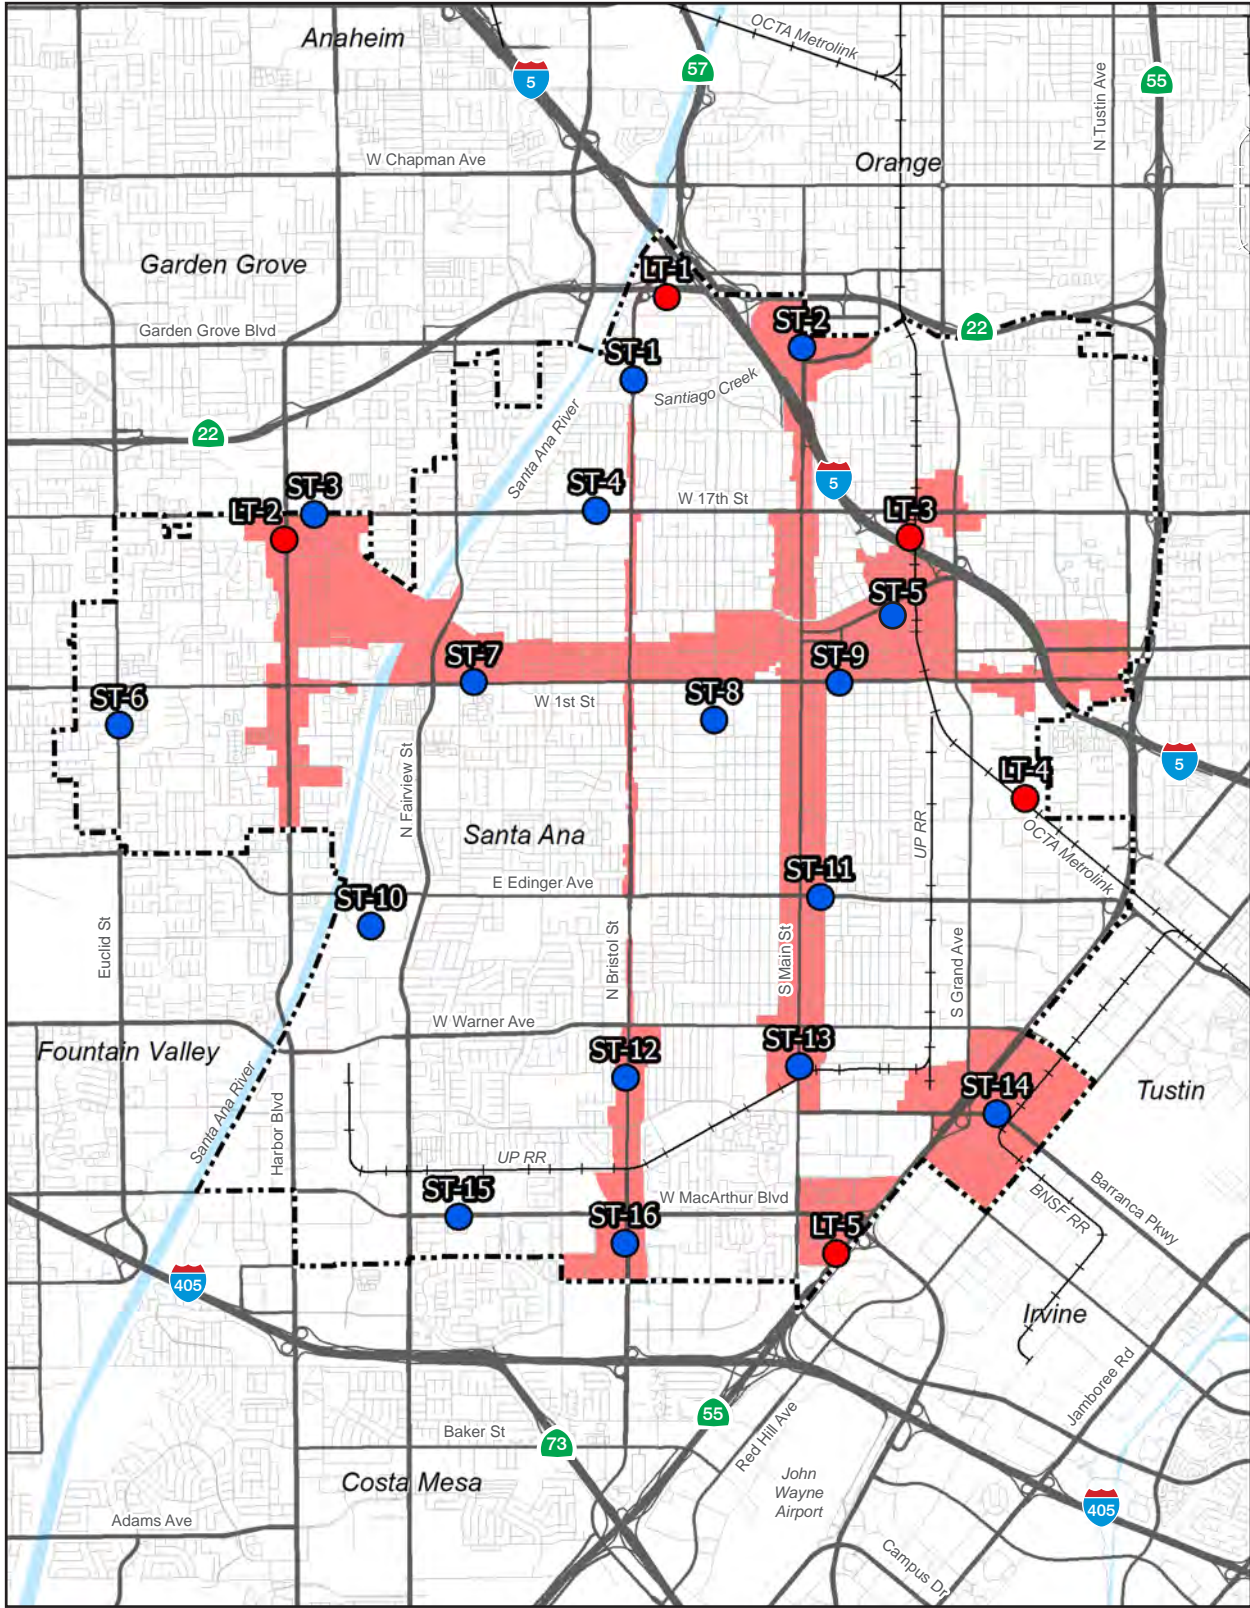 Anaheim
OCTA Metrolink
5
57
55
N Tustin Ave
W Chapman Ave
Orange
Garden Grove
LT-1
Garden Grove Blvd
ST-2
22
ST-1
Santiago Creek
22
Santa Ana River
5
ST-3
ST-4
W 17th St
LT-2
LT-3
ST-5
ST-7
ST-9
ST-6
W 1st St
ST-8
N Fairview St
5
LT-4
Santa Ana
UP RR
OCTA Metrolink
E Edinger Ave
ST-11
ST-10
Euclid St
N Bristol St
S Main St
S Grand Ave
W Warner Ave
Fountain Valley
ST-12
ST-13
ST-14
Tustin
Santa Ana River
Harbor Blvd
UP RR
ST-15
W MacArthur Blvd
BNSF RR
Barranca Pkwy
ST-16
LT-5
405
Irvine
Jamboree Rd
55
Red Hill Ave
Baker St
73
Costa Mesa
John
Wayne
Airport
405
Adams Ave
Campus Dr